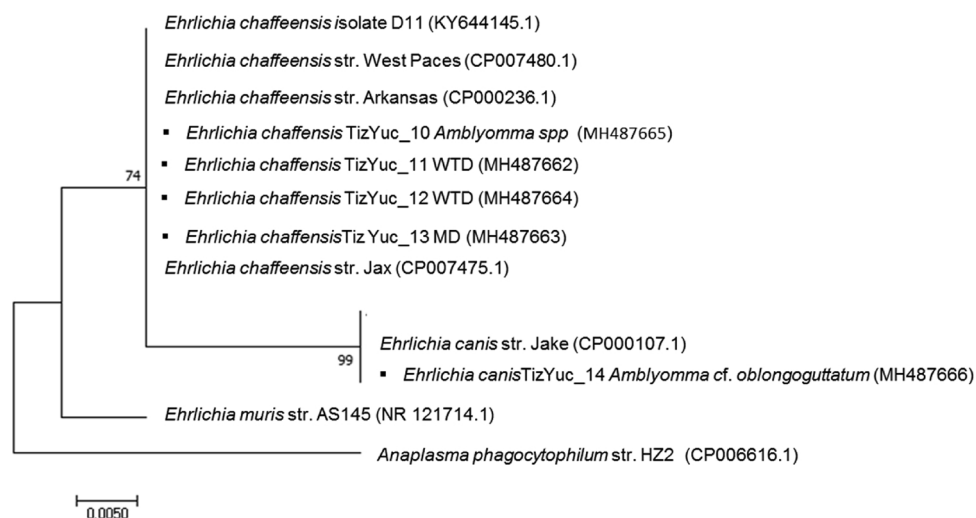 Ehrlichia chaffeensis isolate D11 (KY644145.1)
Ehrlichia chaffeensis str. West Paces (CP007480.1)
Ehrlichia chaffeensis str. Arkansas (CP000236.1)
▪ Ehrlichia chaffensis TizYuc_10 Amblyomma spp (MH487665)
▪ Ehrlichia chaffensis TizYuc_11 WTD (MH487662)
74
▪ Ehrlichia chaffensis TizYuc_12 WTD (MH487664)
▪ Ehrlichia chaffensisTiz Yuc_13 MD (MH487663)
Ehrlichia chaffeensis str. Jax (CP007475.1)
Ehrlichia canis str. Jake (CP000107.1)
99
▪ Ehrlichia canisTizYuc_14 Amblyomma cf. oblongoguttatum (MH487666)
Ehrlichia muris str. AS145 (NR 121714.1)
Anaplasma phagocytophilum str. HZ2 (CP006616.1)
0.0050